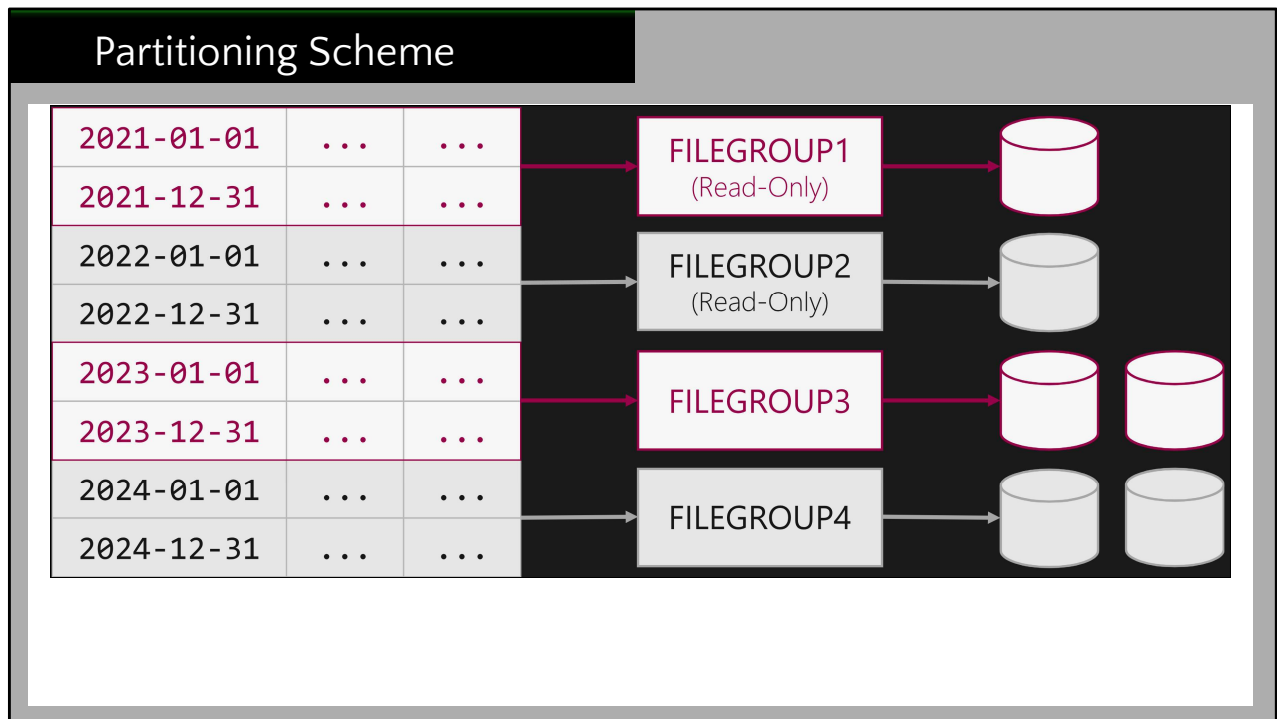 Partitioning Scheme
2021-01-01 ... ...
2021-12-31 ... ...
2022-01-01 ... ...
2022-12-31 ... ...
2023-01-01 ... ...
2023-12-31 ... ...
2024-01-01 ... ...
2024-12-31 ... ...
FILEGROUP1
(Read-Only)
FILEGROUP2
(Read-Only)
FILEGROUP3
FILEGROUP4